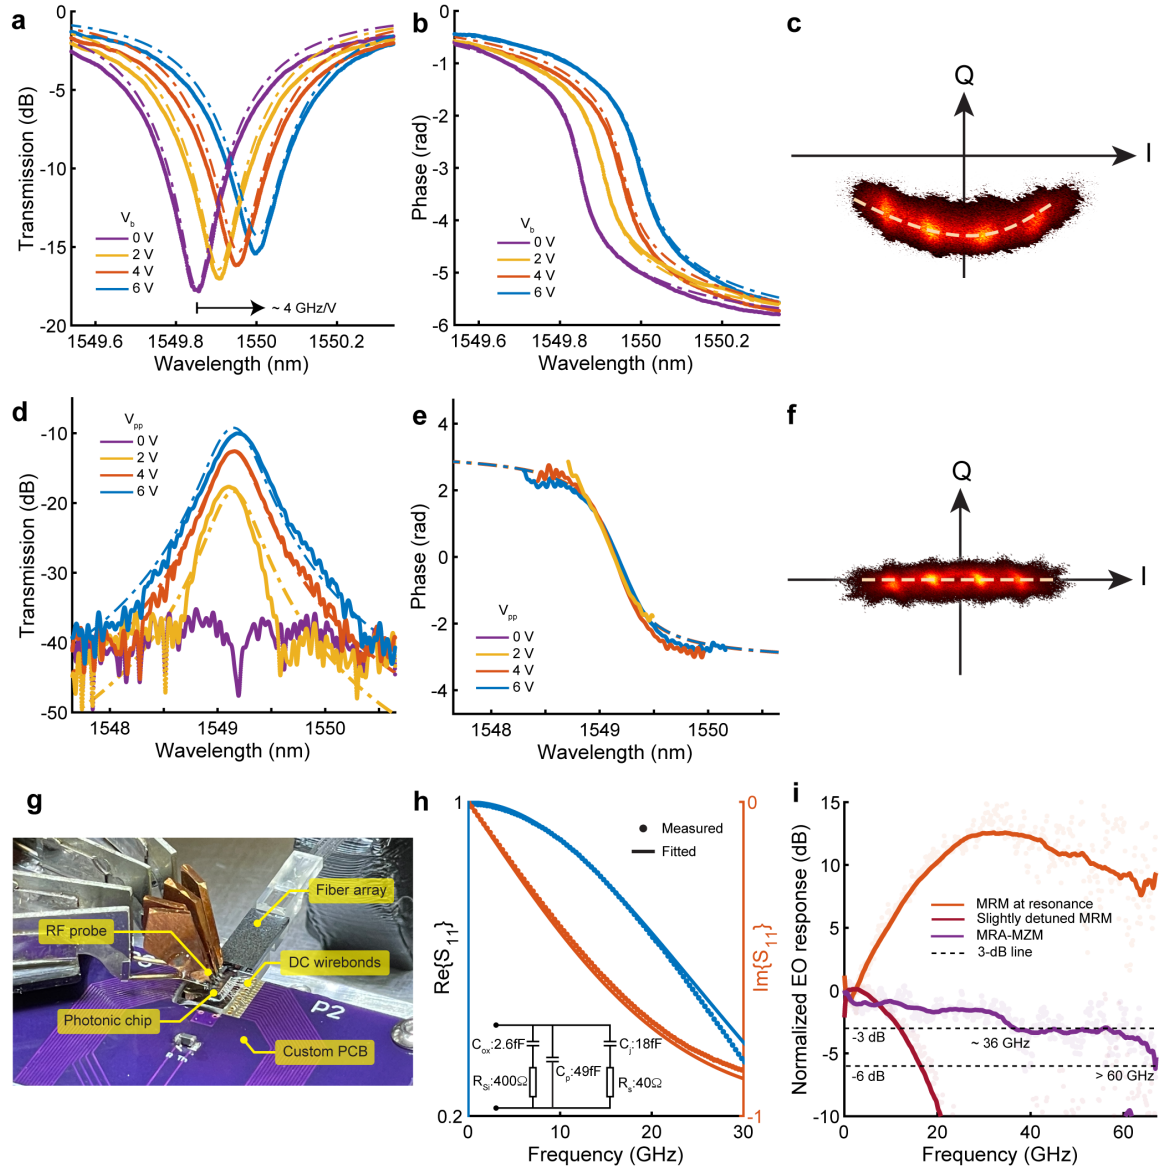 a
Transmission (dB)
0
-5
-10
-15
-20
V_b
0 V
2 V
4 V
6 V
~ 4 GHz/V
1549.6
1549.8
1550
1550.2
Wavelength (nm)
b
Phase (rad)
0
-1
-2
-3
-4
-5
-6
V_b
0 V
2 V
4 V
6 V
1549.6
1549.8
1550
1550.2
Wavelength (nm)
c
Q
I
d
Transmission (dB)
-10
-20
-30
-40
-50
V_pp
0 V
2 V
4 V
6 V
1548
1549
1550
Wavelength (nm)
e
Phase (rad)
4
2
0
-2
-4
V_pp
0 V
2 V
4 V
6 V
1548
1549
1550
Wavelength (nm)
f
Q
I
g
Fiber array
RF probe
DC wirebonds
Photonic chip
Custom PCB
P2
h
Re{S_11}
1
0.2
Measured
Fitted
C_ox:2.6fF
C_j:18fF
C_p:49fF
R_Si:400Ω
R_s:40Ω
0
-1
Im{S_11}
0
10
20
30
Frequency (GHz)
i
Normalized EO response (dB)
15
10
5
0
-5
-10
MRM at resonance
Slightly detuned MRM
MRA-MZM
3-dB line
-3 dB
~ 36 GHz
-6 dB
> 60 GHz
0
20
40
60
Frequency (GHz)